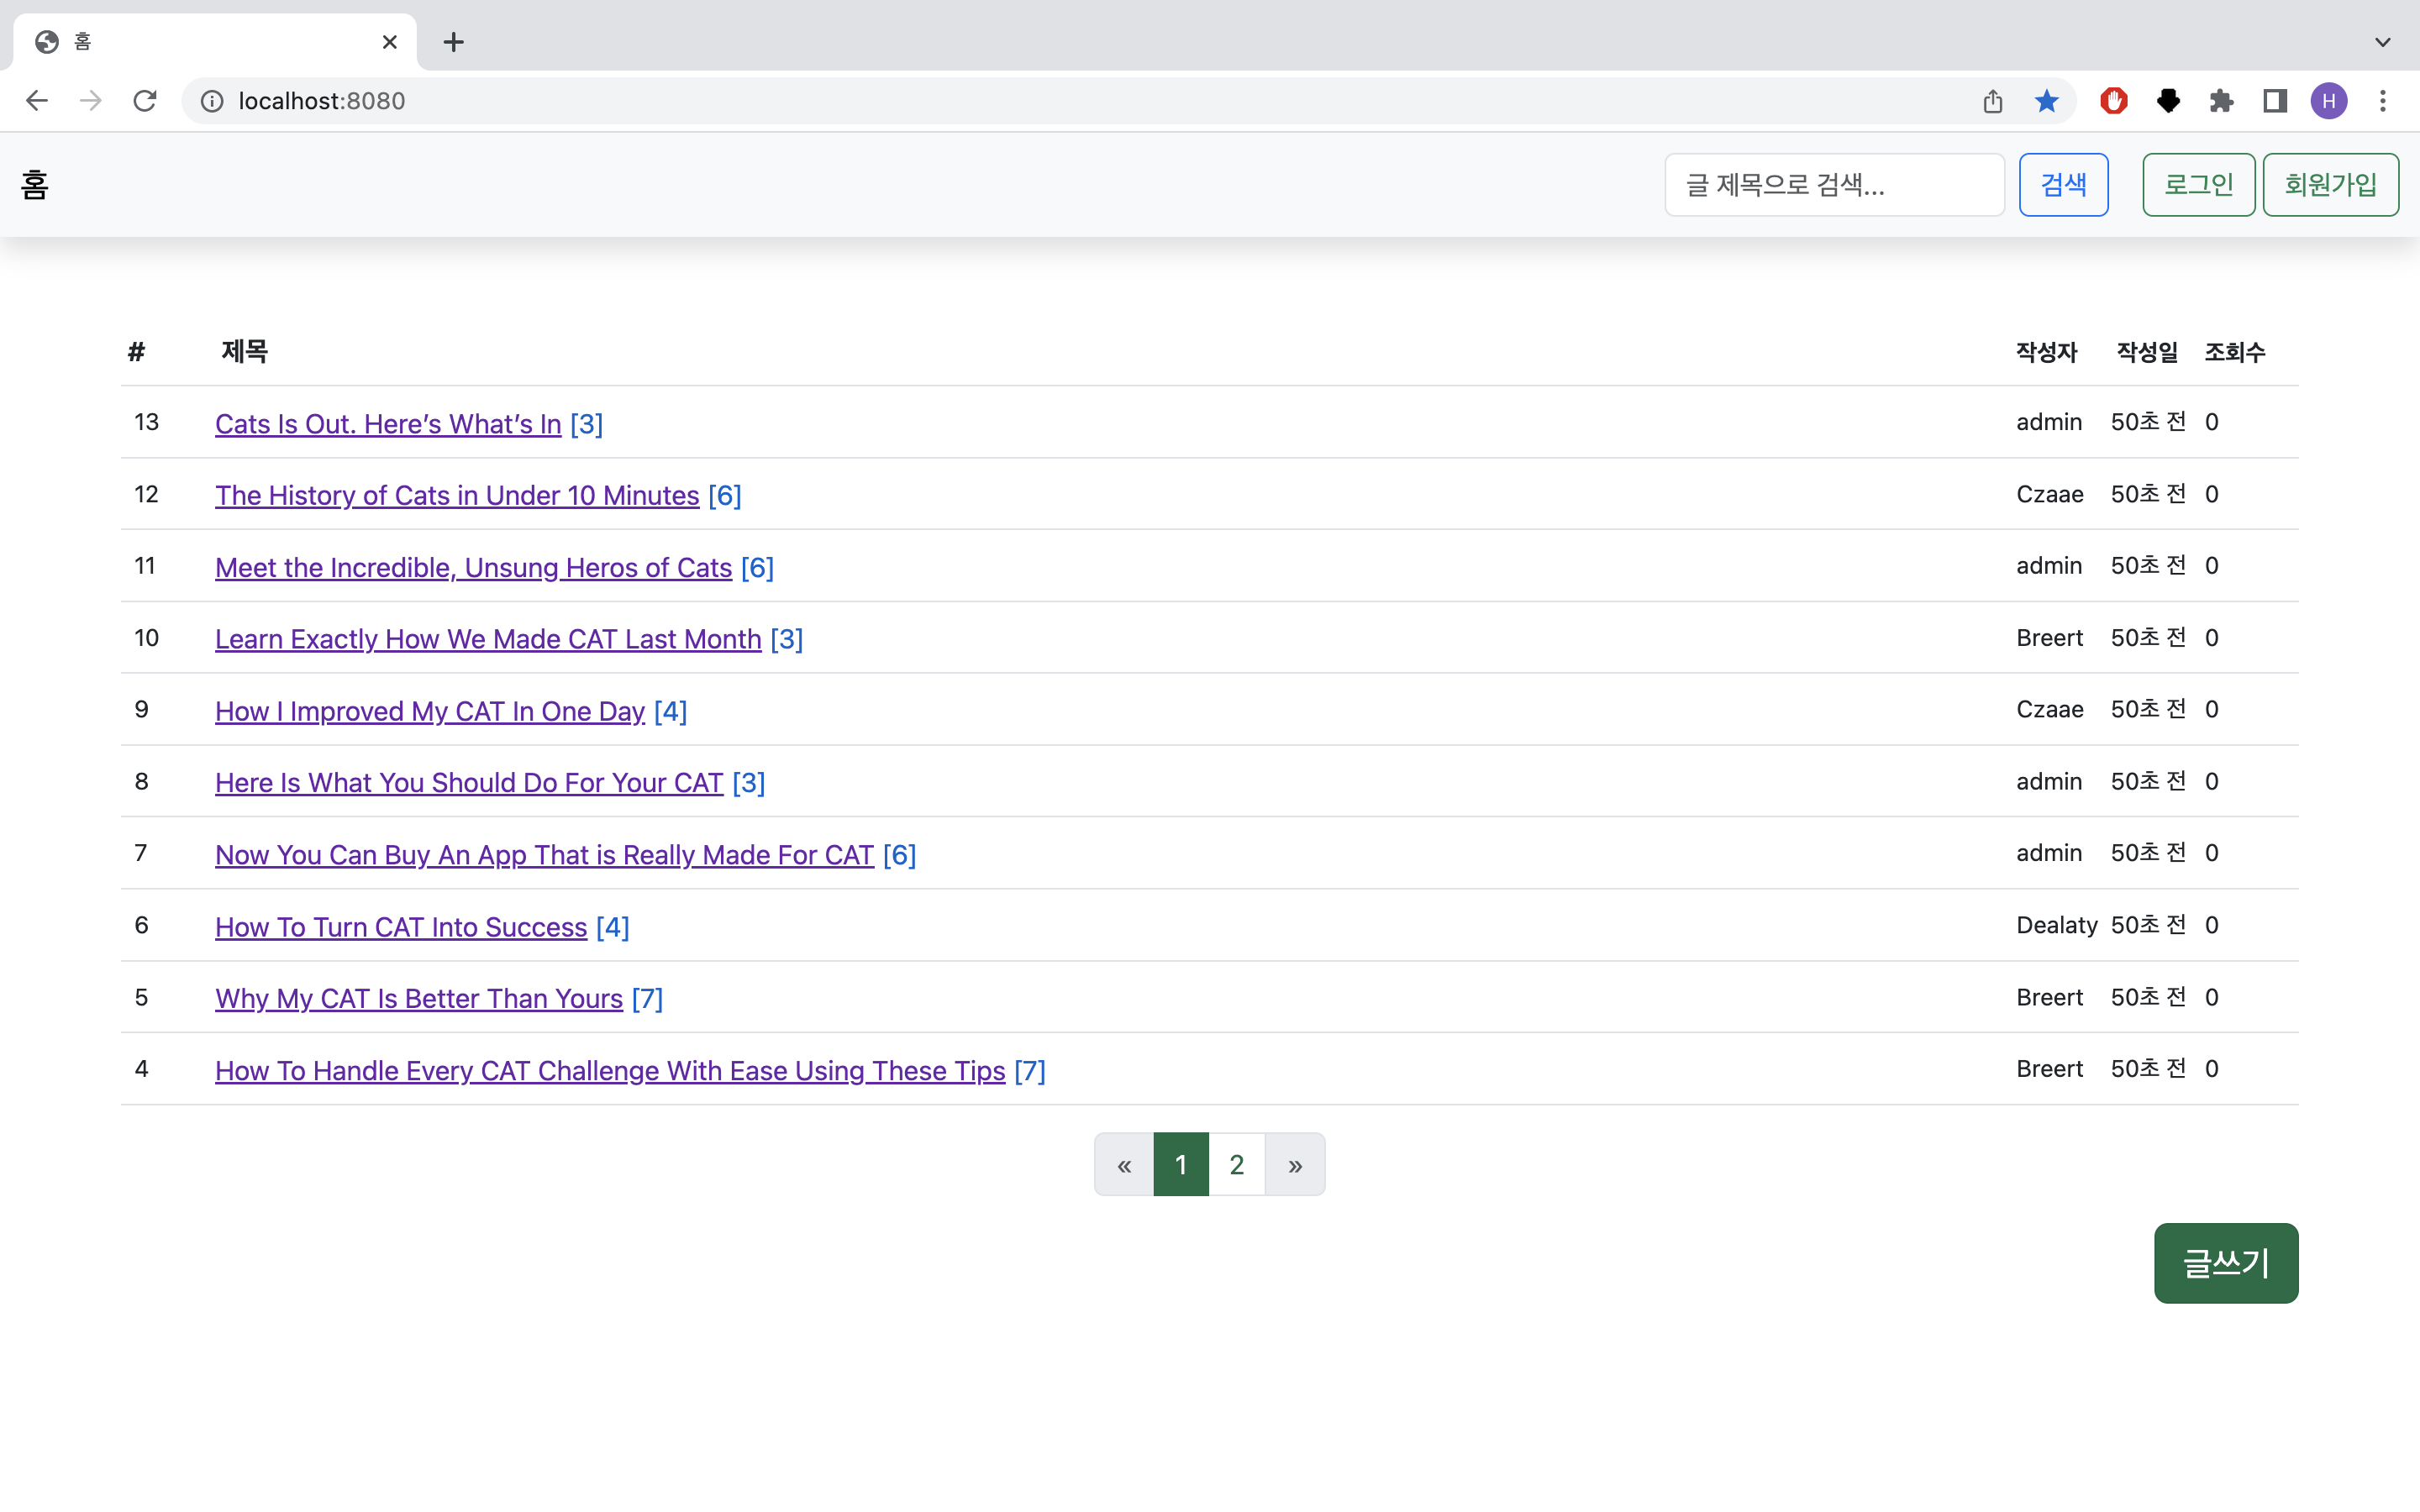 홈
localhost:8080
H
홈 글 제목으로 검색... 검색 로그인 회원가입
# 제목 작성자 작성일 조회수
13 Cats Is Out. Here’s What’s In [3] admin 50초 전 0
12 The History of Cats in Under 10 Minutes [6] Czaae 50초 전 0
11 Meet the Incredible, Unsung Heros of Cats [6] admin 50초 전 0
10 Learn Exactly How We Made CAT Last Month [3] Breert 50초 전 0
9 How I Improved My CAT In One Day [4] Czaae 50초 전 0
8 Here Is What You Should Do For Your CAT [3] admin 50초 전 0
7 Now You Can Buy An App That is Really Made For CAT [6] admin 50초 전 0
6 How To Turn CAT Into Success [4] Dealaty 50초 전 0
5 Why My CAT Is Better Than Yours [7] Breert 50초 전 0
4 How To Handle Every CAT Challenge With Ease Using These Tips [7] Breert 50초 전 0
« 1 2 »
글쓰기